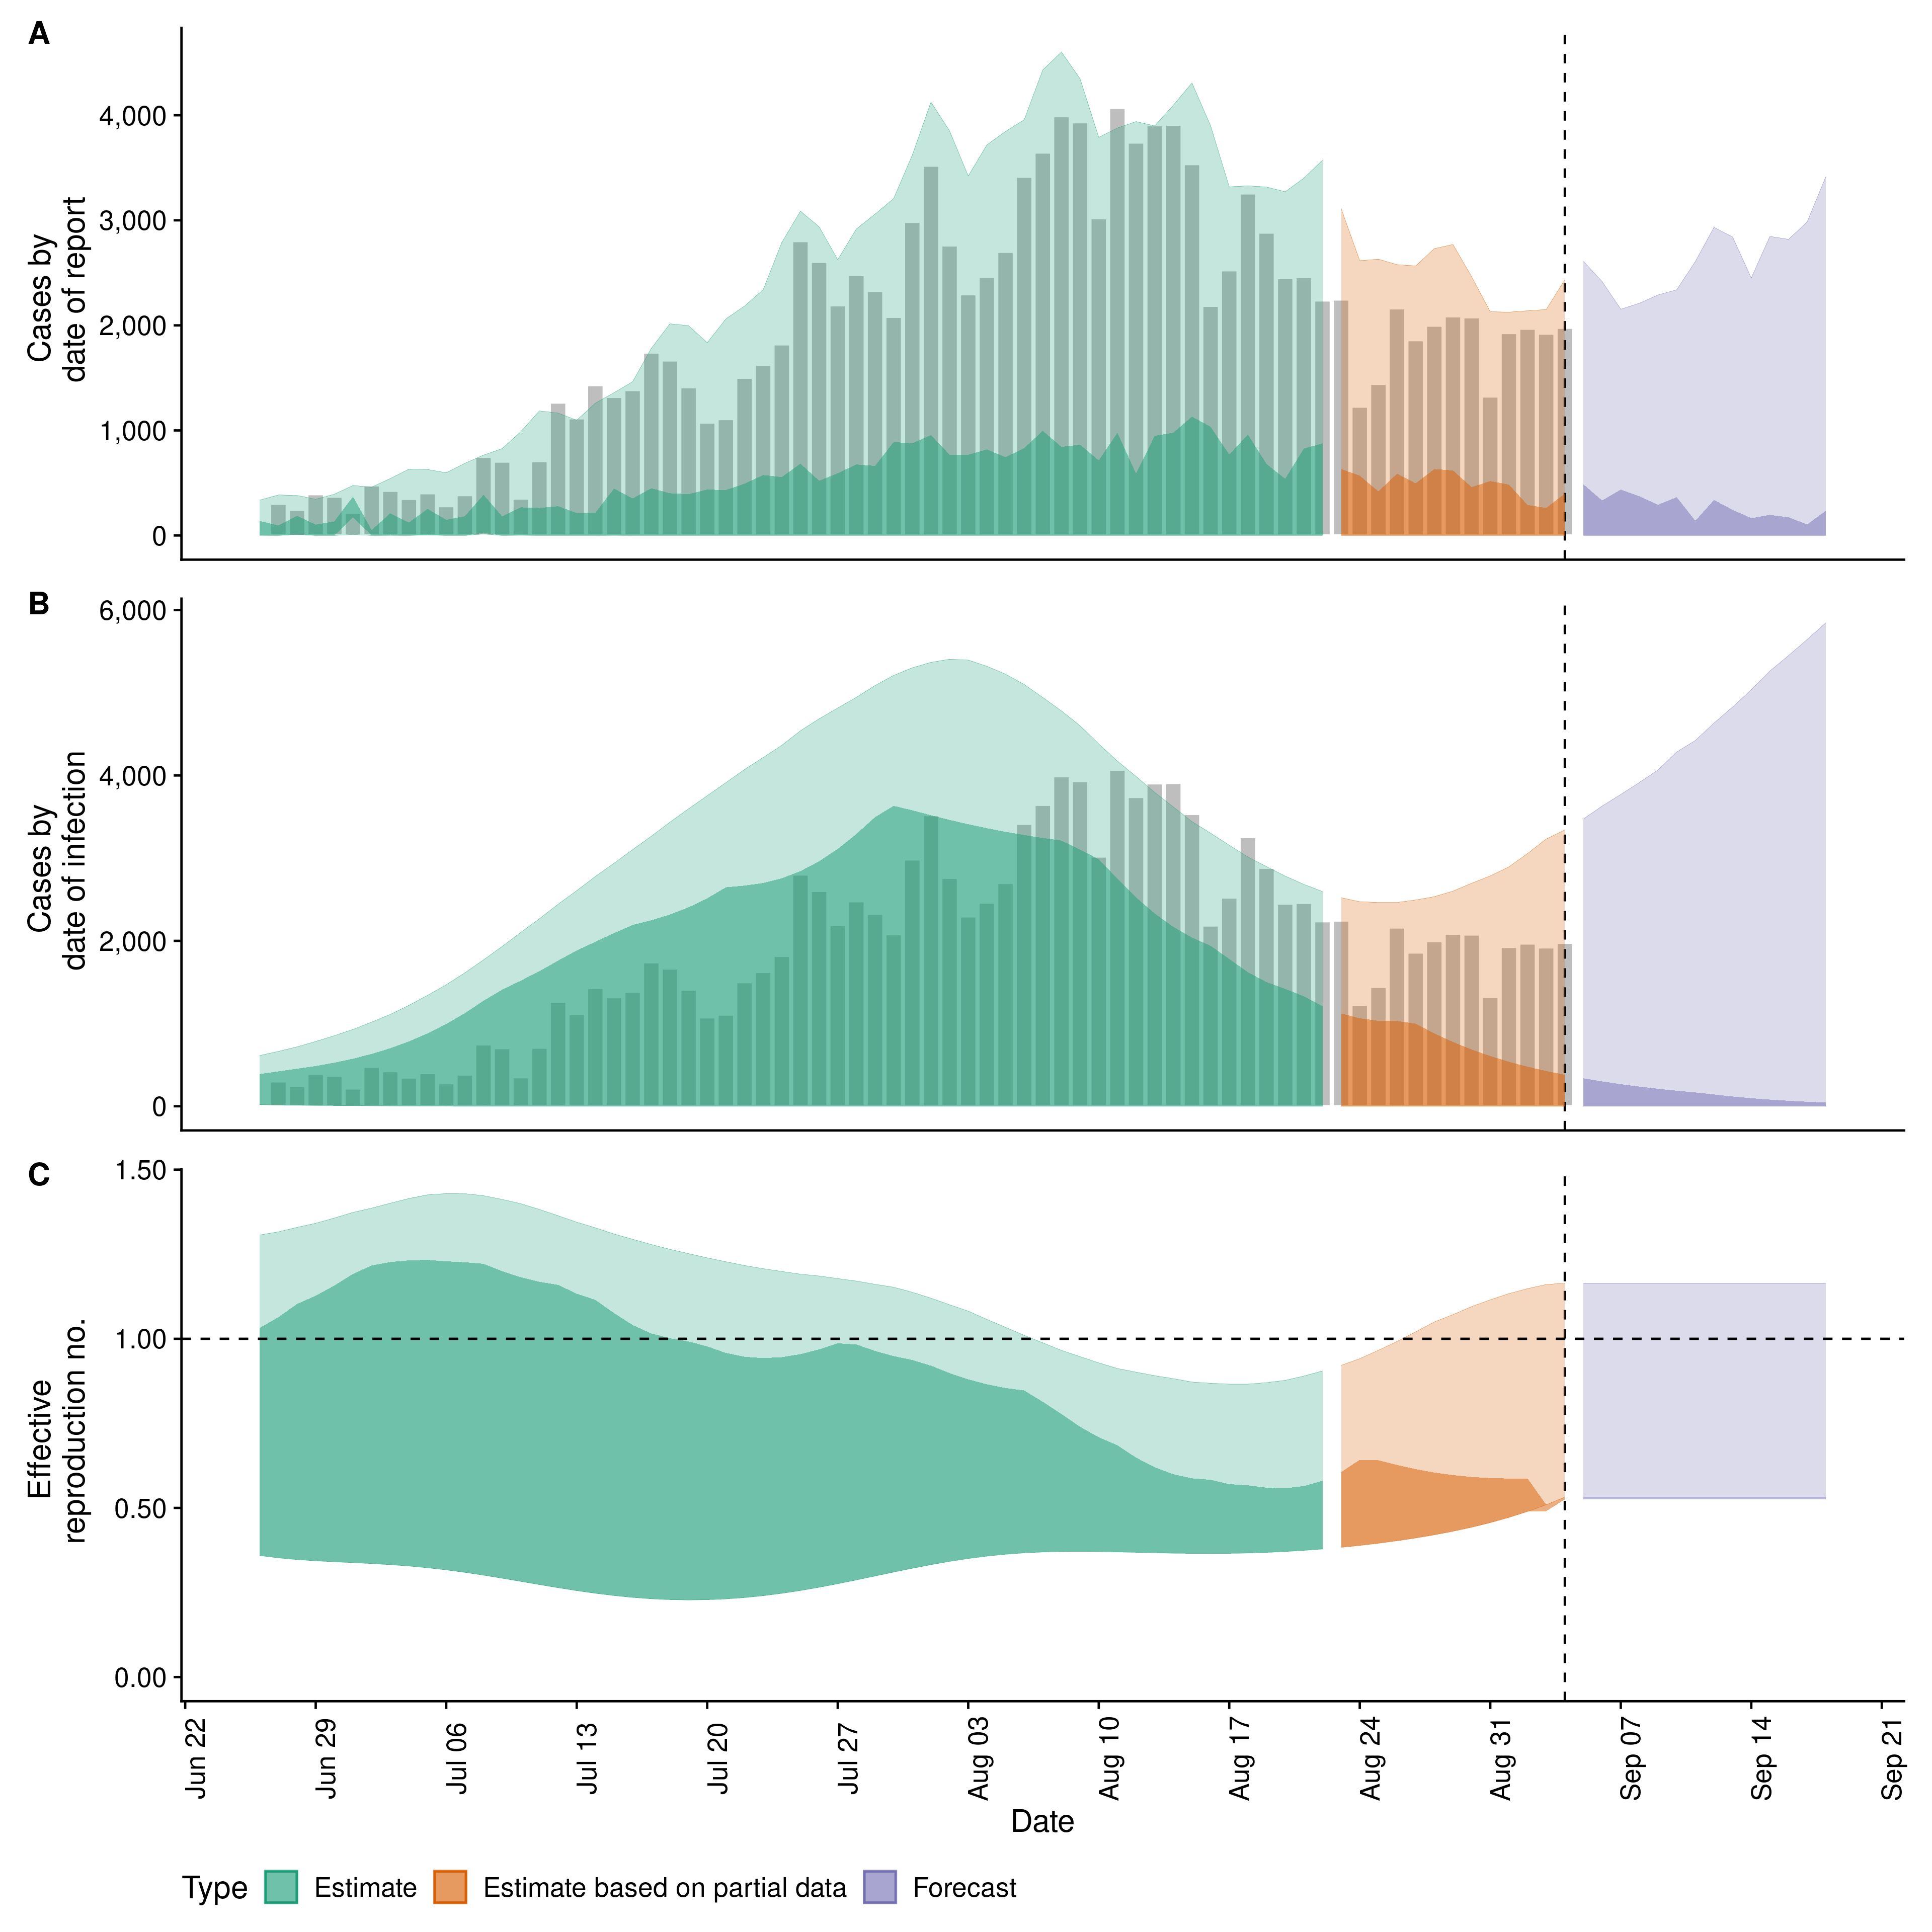 A
Cases by
date of report
4,000
3,000
2,000
1,000
0
B
Cases by
date of infection
6,000
4,000
2,000
0
C
Effective
reproduction no.
1.50
1.00
0.50
0.00
Jun 22
Jun 29
Jul 06
Jul 13
Jul 20
Jul 27
Aug 03
Aug 10
Aug 17
Aug 24
Aug 31
Sep 07
Sep 14
Sep 21
Date
Type Estimate Estimate based on partial data Forecast